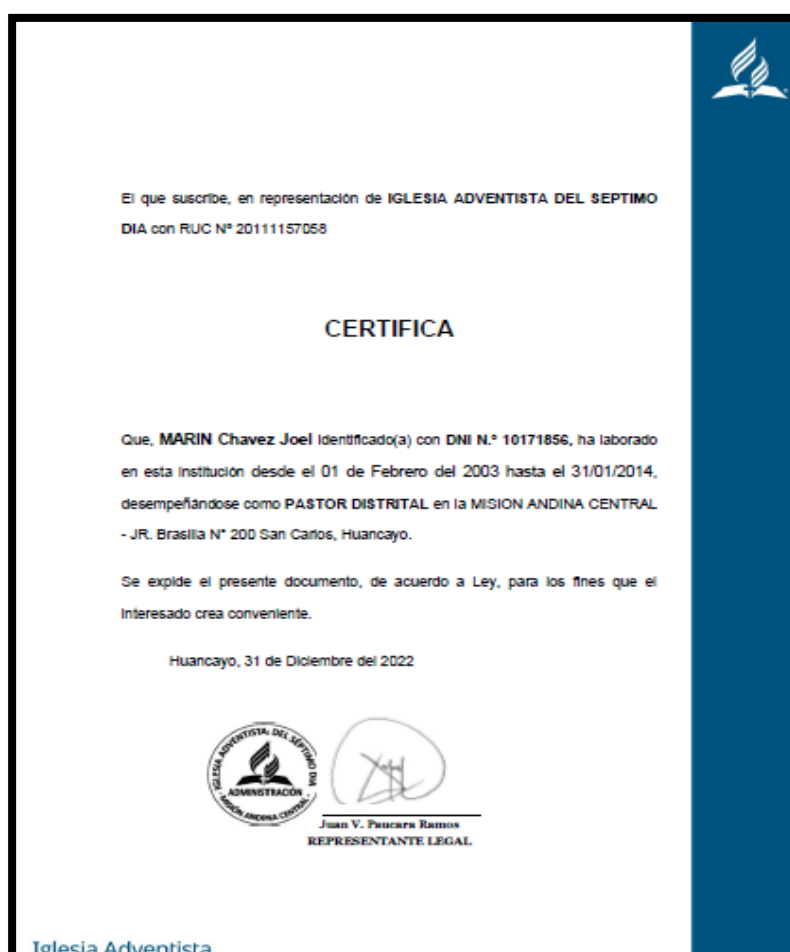 El que suscribe, en representación de IGLESIA ADVENTISTA DEL SEPTIMO
DIA con RUC Nº 20111157058
CERTIFICA
Que, MARIN Chavez Joel identificado(a) con DNI N.º 10171856, ha laborado
en esta institución desde el 01 de Febrero del 2003 hasta el 31/01/2014,
desempeñándose como PASTOR DISTRITAL en la MISION ANDINA CENTRAL
- JR. Brasilia N° 200 San Carlos, Huancayo.
Se expide el presente documento, de acuerdo a Ley, para los fines que el
interesado crea conveniente.
Huancayo, 31 de Diciembre del 2022
IGLESIA ADVENTISTA DEL SÉPTIMO DIA
ADMINISTRACIÓN
- MISIÓN ANDINA CENTRAL -
Juan V. Paucara Ramos
REPRESENTANTE LEGAL
Iglesia Adventista